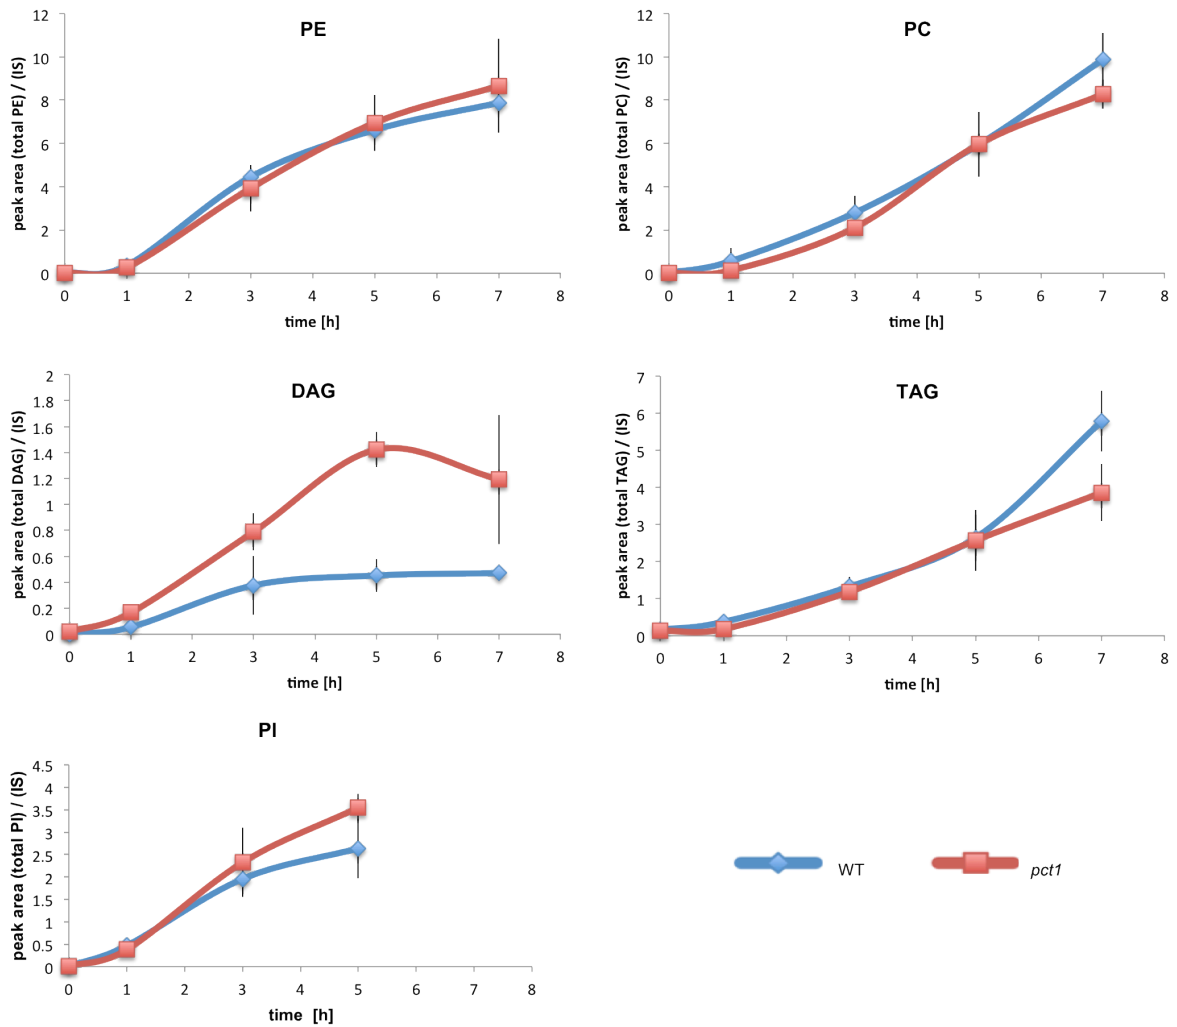 PE
peak area (total PE) / (IS)
12
10
8
6
4
2
0
0 1 2 3 4 5 6 7 8
time [h]
PC
peak area (total PC) / (IS)
12
10
8
6
4
2
0
0 1 2 3 4 5 6 7 8
time [h]
DAG
peak area (total DAG) / (IS)
2
1.8
1.6
1.4
1.2
1
0.8
0.6
0.4
0.2
0
0 1 2 3 4 5 6 7 8
time [h]
TAG
peak area (total TAG) / (IS)
7
6
5
4
3
2
1
0
0 1 2 3 4 5 6 7 8
time [h]
PI
peak area (total PI) / (IS)
4.5
4
3.5
3
2.5
2
1.5
1
0.5
0
0 1 2 3 4 5 6 7 8
time [h]
WT
pct1